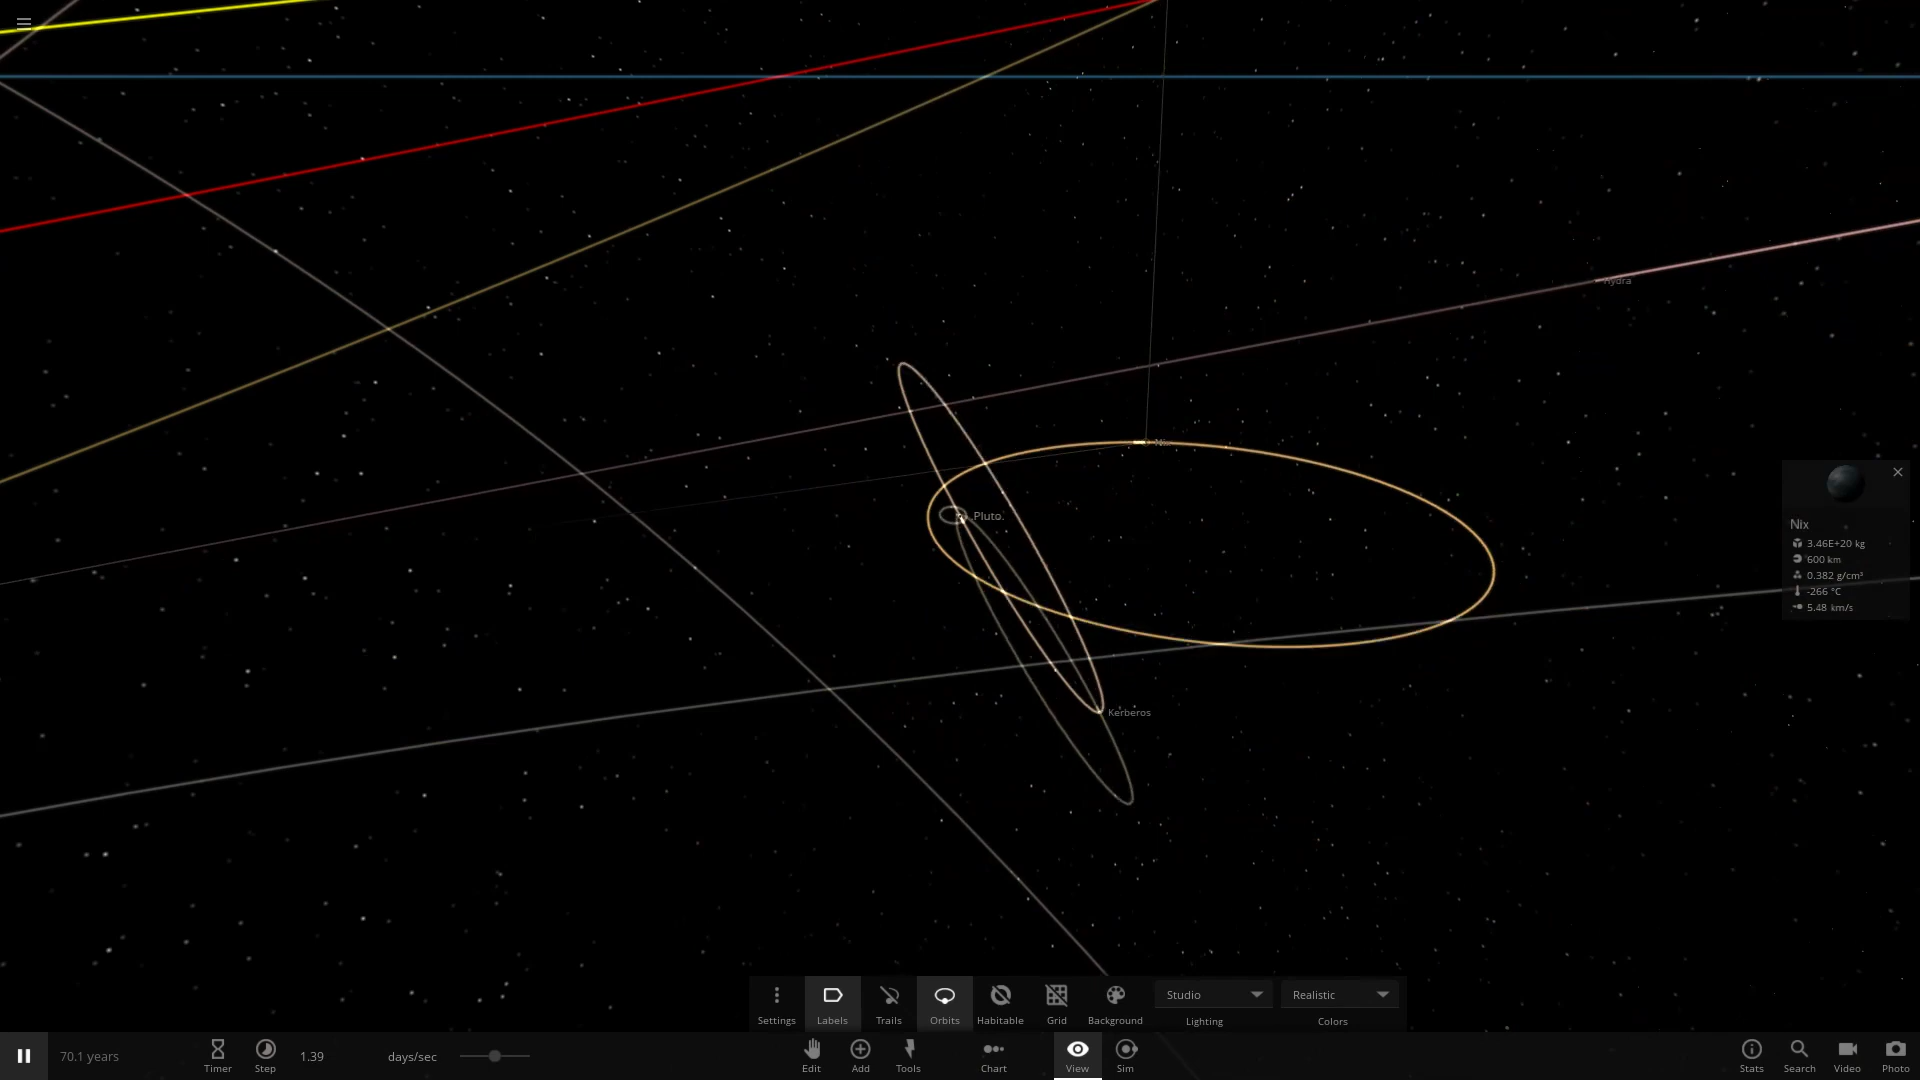 Hydra
Nix
Pluto
Kerberos
Nix
3.46E+20 kg
600 km
0.382 g/cm³
-266 °C
5.48 km/s
Settings
Labels
Trails
Orbits
Habitable
Grid
Background
Studio
Lighting
Realistic
Colors
70.1 years
Timer
Step
1.39
days/sec
Edit
Add
Tools
Chart
View
Sim
Stats
Search
Video
Photo